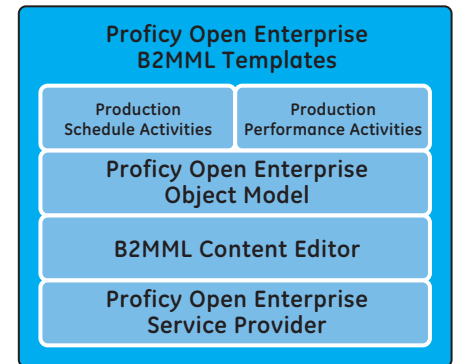 Proficy Open Enterprise
B2MML Templates
Production
Schedule Activities
Production
Performance Activities
Proficy Open Enterprise
Object Model
B2MML Content Editor
Proficy Open Enterprise
Service Provider